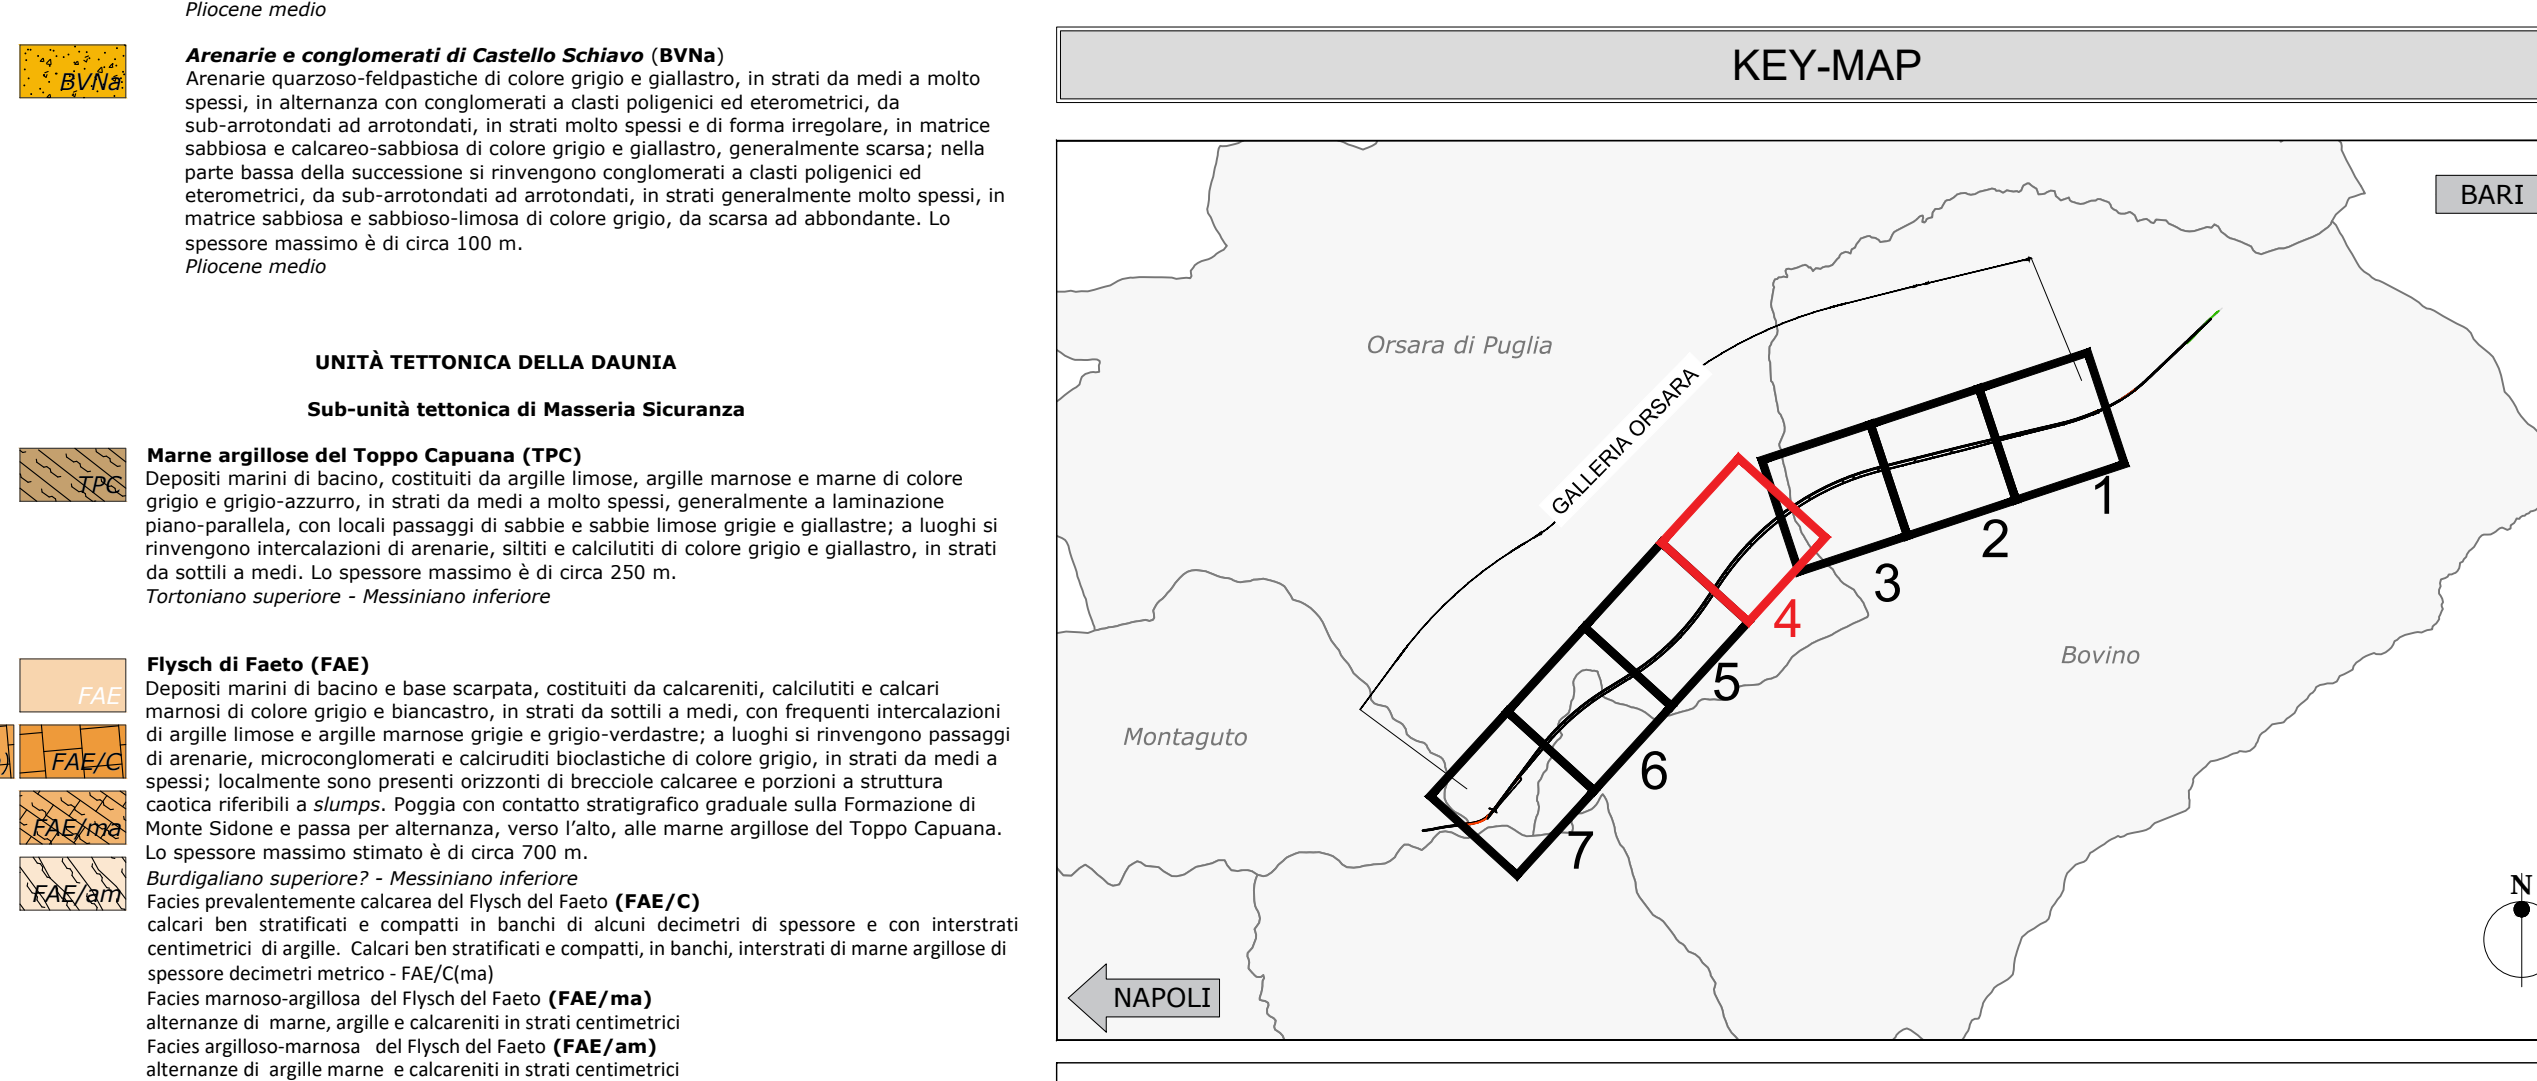 Pliocene medio
BVNa
Arenarie e conglomerati di Castello Schiavo (BVNa)
Arenarie quarzoso-feldpastiche di colore grigio e giallastro, in strati da medi a molto
spessi, in alternanza con conglomerati a clasti poligenici ed eterometrici, da
sub-arrotondati ad arrotondati, in strati molto spessi e di forma irregolare, in matrice
sabbiosa e calcareo-sabbiosa di colore grigio e giallastro, generalmente scarsa; nella
parte bassa della successione si rinvengono conglomerati a clasti poligenici ed
eterometrici, da sub-arrotondati ad arrotondati, in strati generalmente molto spessi, in
matrice sabbiosa e sabbioso-limosa di colore grigio, da scarsa ad abbondante. Lo
spessore massimo è di circa 100 m.
Pliocene medio
UNITÀ TETTONICA DELLA DAUNIA
Sub-unità tettonica di Masseria Sicuranza
TPC
Marne argillose del Toppo Capuana (TPC)
Depositi marini di bacino, costituiti da argille limose, argille marnose e marne di colore
grigio e grigio-azzurro, in strati da medi a molto spessi, generalmente a laminazione
piano-parallela, con locali passaggi di sabbie e sabbie limose grigie e giallastre; a luoghi si
rinvengono intercalazioni di arenarie, siltiti e calcilutiti di colore grigio e giallastro, in strati
da sottili a medi. Lo spessore massimo è di circa 250 m.
Tortoniano superiore - Messiniano inferiore
Flysch di Faeto (FAE)
FAE
FAE/C
FAE/ma
FAE/am
Depositi marini di bacino e base scarpata, costituiti da calcareniti, calcilutiti e calcari
marnosi di colore grigio e biancastro, in strati da sottili a medi, con frequenti intercalazioni
di argille limose e argille marnose grigie e grigio-verdastre; a luoghi si rinvengono passaggi
di arenarie, microconglomerati e calciruditi bioclastiche di colore grigio, in strati da medi a
spessi; localmente sono presenti orizzonti di brecciole calcaree e porzioni a struttura
caotica riferibili a slumps. Poggia con contatto stratigrafico graduale sulla Formazione di
Monte Sidone e passa per alternanza, verso l'alto, alle marne argillose del Toppo Capuana.
Lo spessore massimo stimato è di circa 700 m.
Burdigaliano superiore? - Messiniano inferiore
Facies prevalentemente calcarea del Flysch del Faeto (FAE/C)
calcari ben stratificati e compatti in banchi di alcuni decimetri di spessore e con interstrati
centimetrici di argille. Calcari ben stratificati e compatti, in banchi, interstrati di marne argillose di
spessore decimetri metrico - FAE/C(ma)
Facies marnoso-argillosa del Flysch del Faeto (FAE/ma)
alternanze di marne, argille e calcareniti in strati centimetrici
Facies argilloso-marnosa del Flysch del Faeto (FAE/am)
alternanze di argille marne e calcareniti in strati centimetrici
KEY-MAP
BARI
Orsara di Puglia
GALLERIA ORSARA
1
2
3
4
5
6
7
Bovino
Montaguto
N
NAPOLI